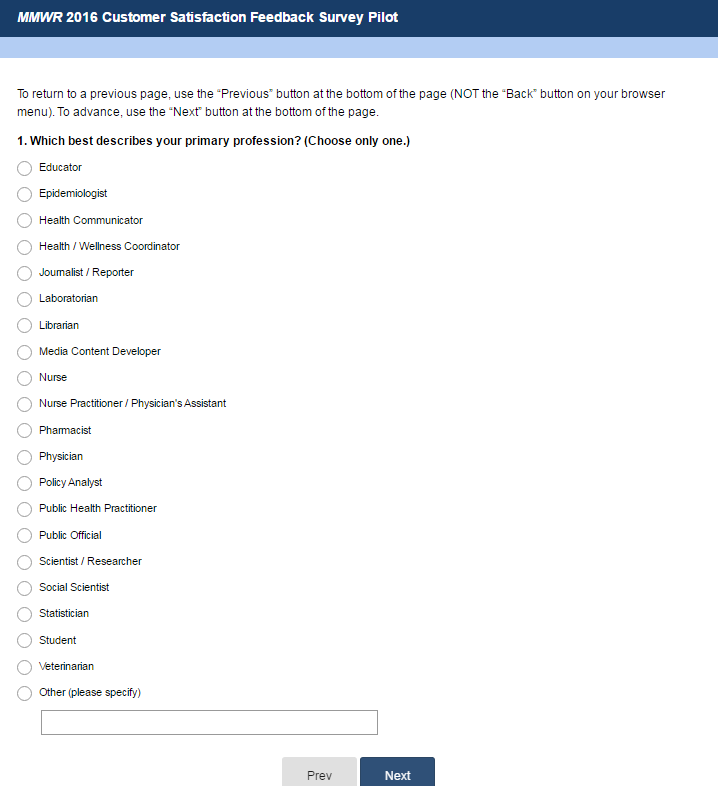 MMWR 2016 Customer Satisfaction Feedback Survey Pilot
To return to a previous page, use the “Previous” button at the bottom of the page (NOT the “Back” button on your browser
menu). To advance, use the “Next” button at the bottom of the page.
1. Which best describes your primary profession? (Choose only one.)
Educator
Epidemiologist
Health Communicator
Health / Wellness Coordinator
Journalist / Reporter
Laboratorian
Librarian
Media Content Developer
Nurse
Nurse Practitioner / Physician's Assistant
Pharmacist
Physician
Policy Analyst
Public Health Practitioner
Public Official
Scientist / Researcher
Social Scientist
Statistician
Student
Veterinarian
Other (please specify)
Prev Next